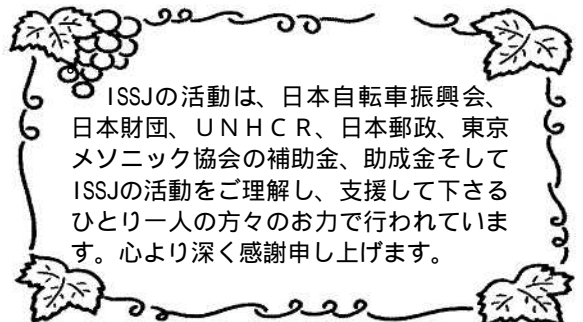 ISSJの活動は、日本自転車振興会、
日本財団、ＵＮＨＣＲ、日本郵政、東京
メソニック協会の補助金、助成金そして
ISSJの活動をご理解し、支援して下さる
ひとり一人の方々のお力で行われていま
す。心より深く感謝申し上げます。